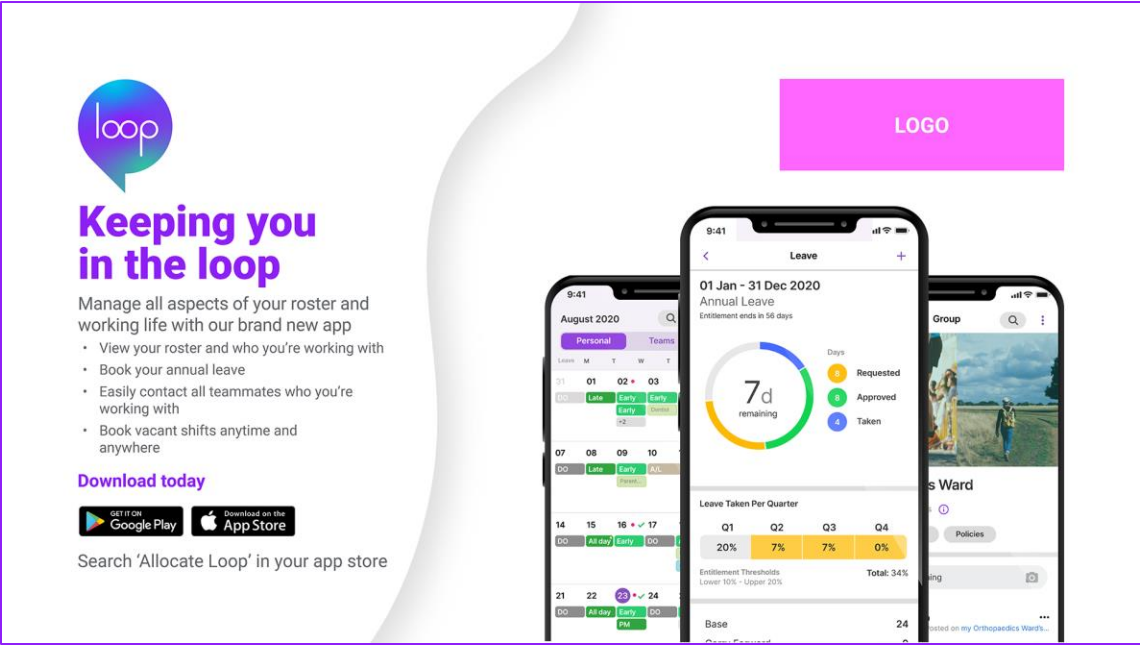 loop
Keeping you
in the loop
Manage all aspects of your roster and
working life with our brand new app
• View your roster and who you're working with
• Book your annual leave
• Easily contact all teammates who you're
working with
• Book vacant shifts anytime and
anywhere
Download today
GET IT ON
Google Play
Download on the
App Store
Search 'Allocate Loop' in your app store
LOGO
9:41
August 2020
Personal Teams
Leave M T W T
31 01 02 03
DO Late Early Early
Early Dentist
+2
07 08 09 10
DO Late Early A/L
Parent...
14 15 16 17
DO All day Early DO
21 22 23 24
DO All day Early DO
PM
9:41
Leave
01 Jan - 31 Dec 2020
Annual Leave
Entitlement ends in 56 days
7d
remaining
Days
8 Requested
8 Approved
4 Taken
Leave Taken Per Quarter
Q1 Q2 Q3 Q4
20% 7% 7% 0%
Entitlement Thresholds
Lower 10% - Upper 20%
Total: 34%
Base 24
Group
s Ward
Policies
ing
osted on my Orthopaedics Ward's...